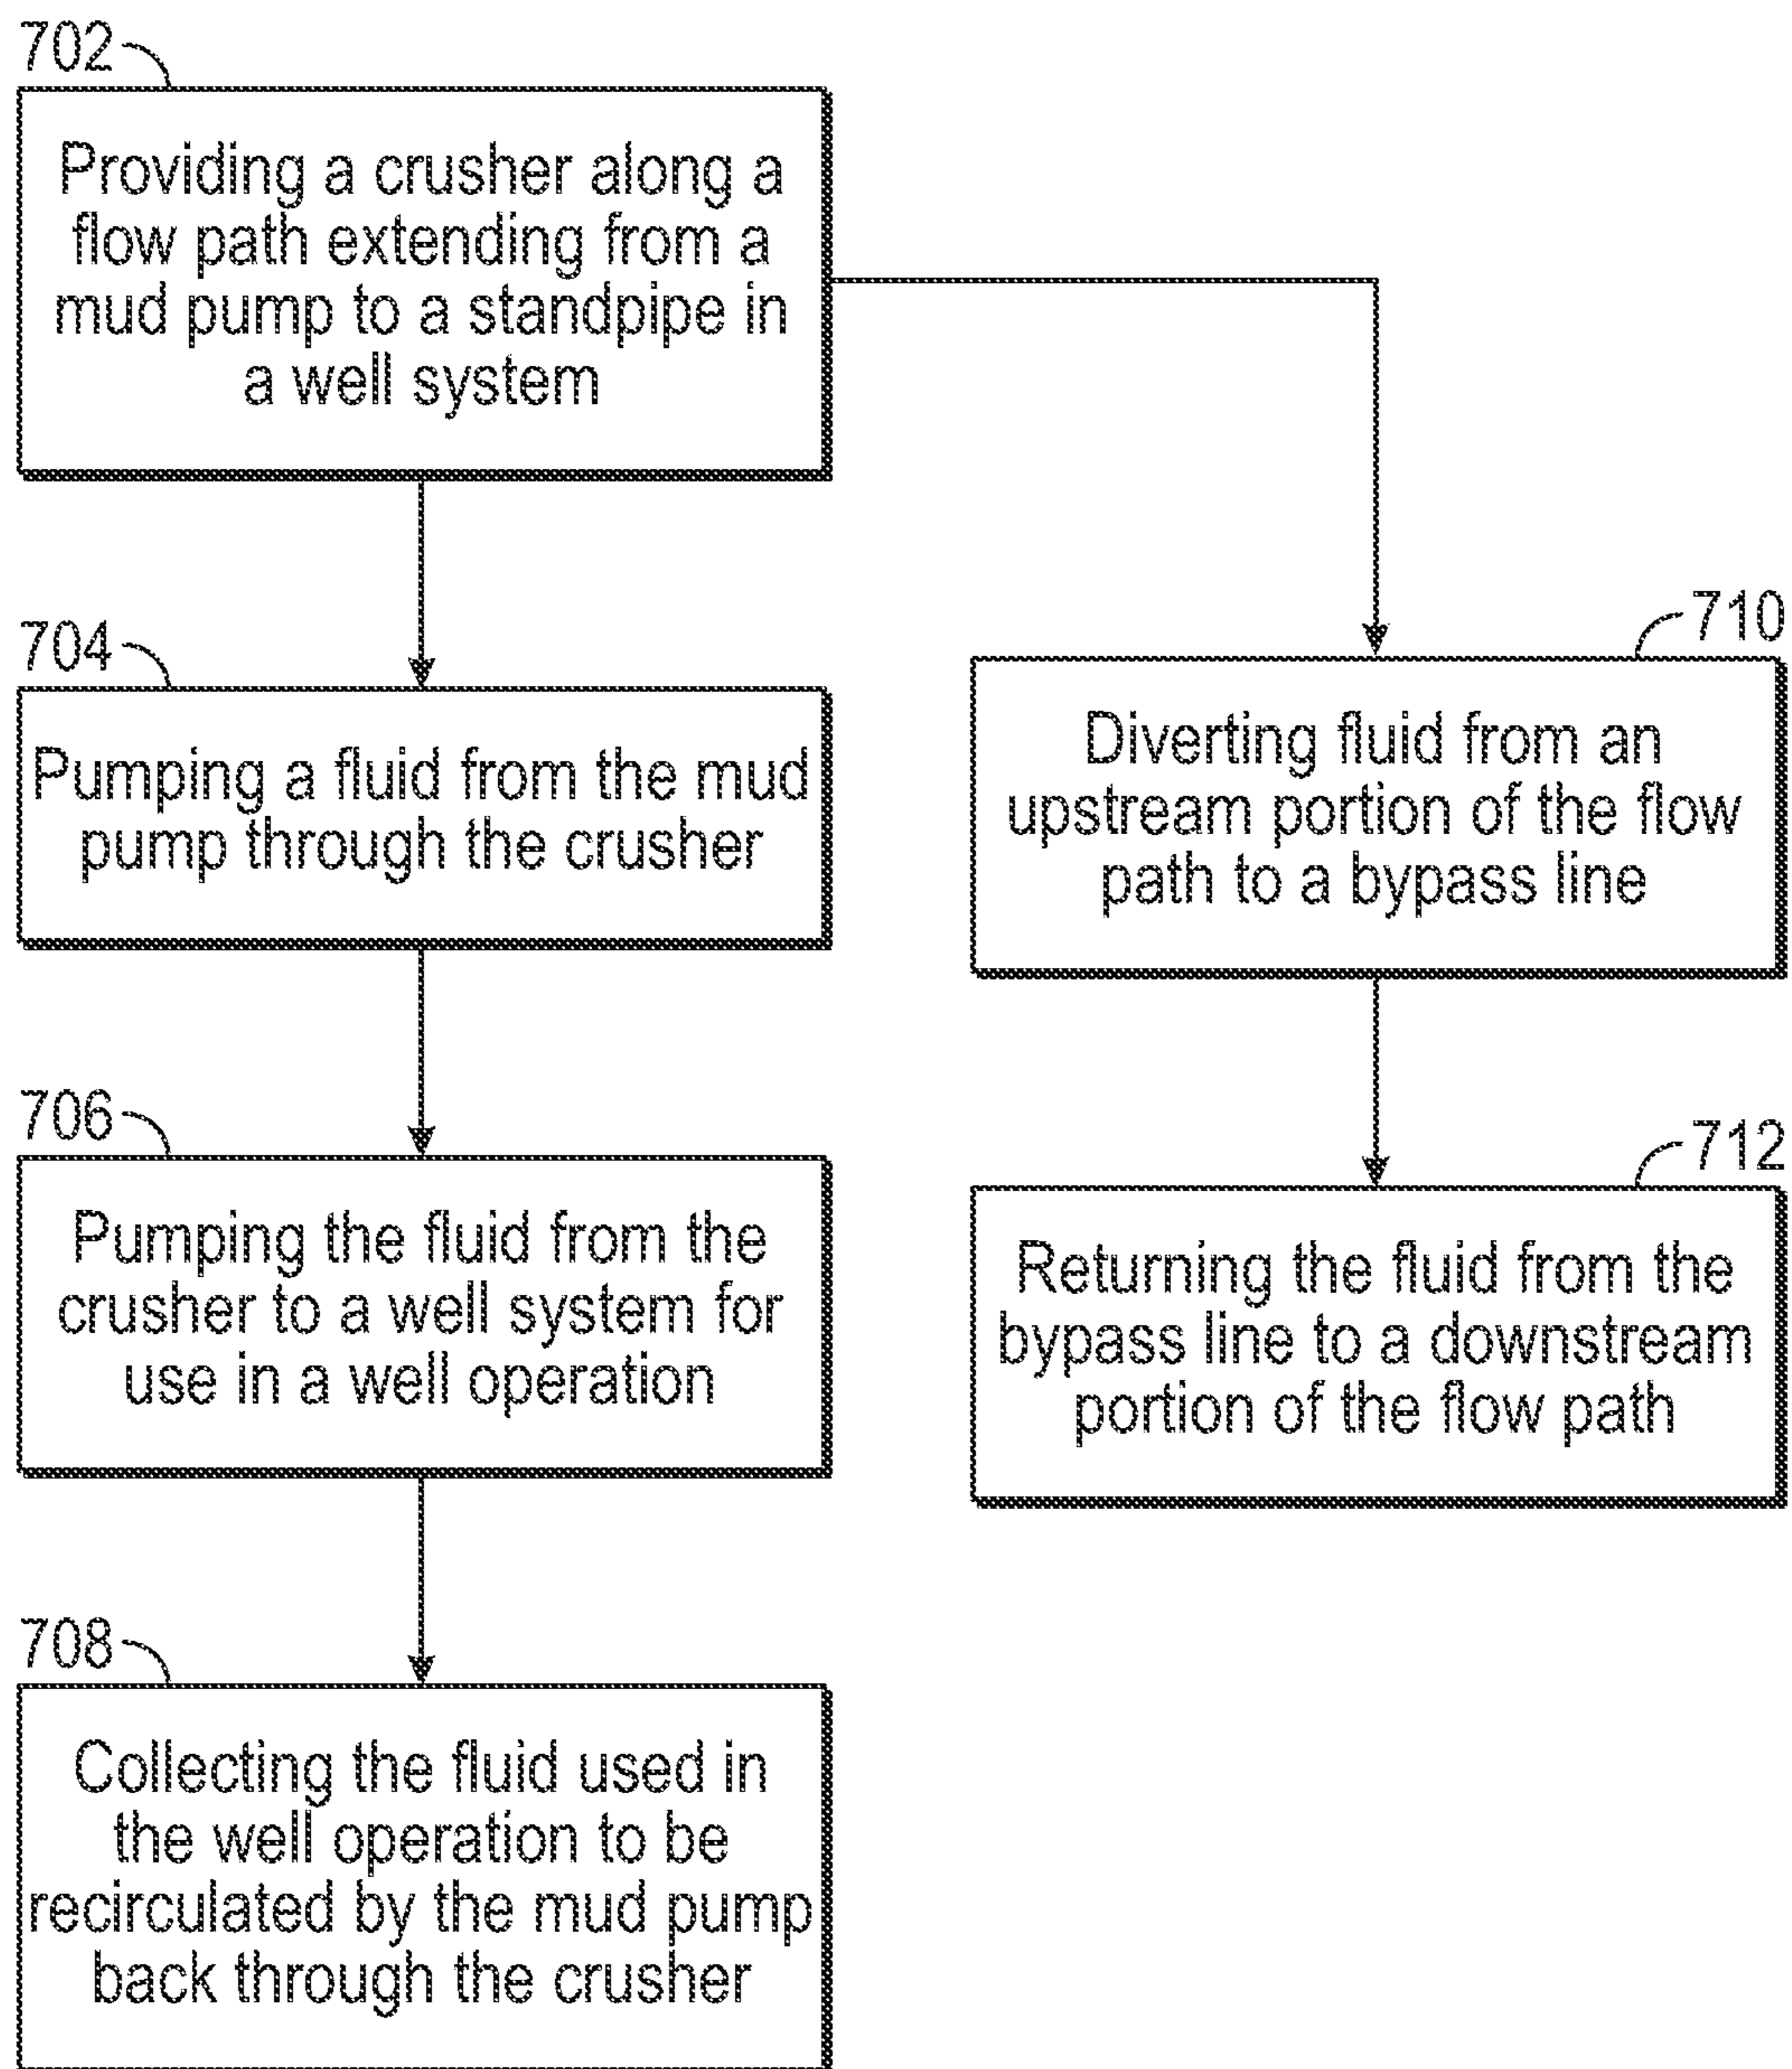 702
Providing a crusher along a
flow path extending from a
mud pump to a standpipe in
a well system
704
Pumping a fluid from the mud
pump through the crusher
706
Pumping the fluid from the
crusher to a well system for
use in a well operation
708
Collecting the fluid used in
the well operation to be
recirculated by the mud pump
back through the crusher
710
Diverting fluid from an
upstream portion of the flow
path to a bypass line
712
Returning the fluid from the
bypass line to a downstream
portion of the flow path